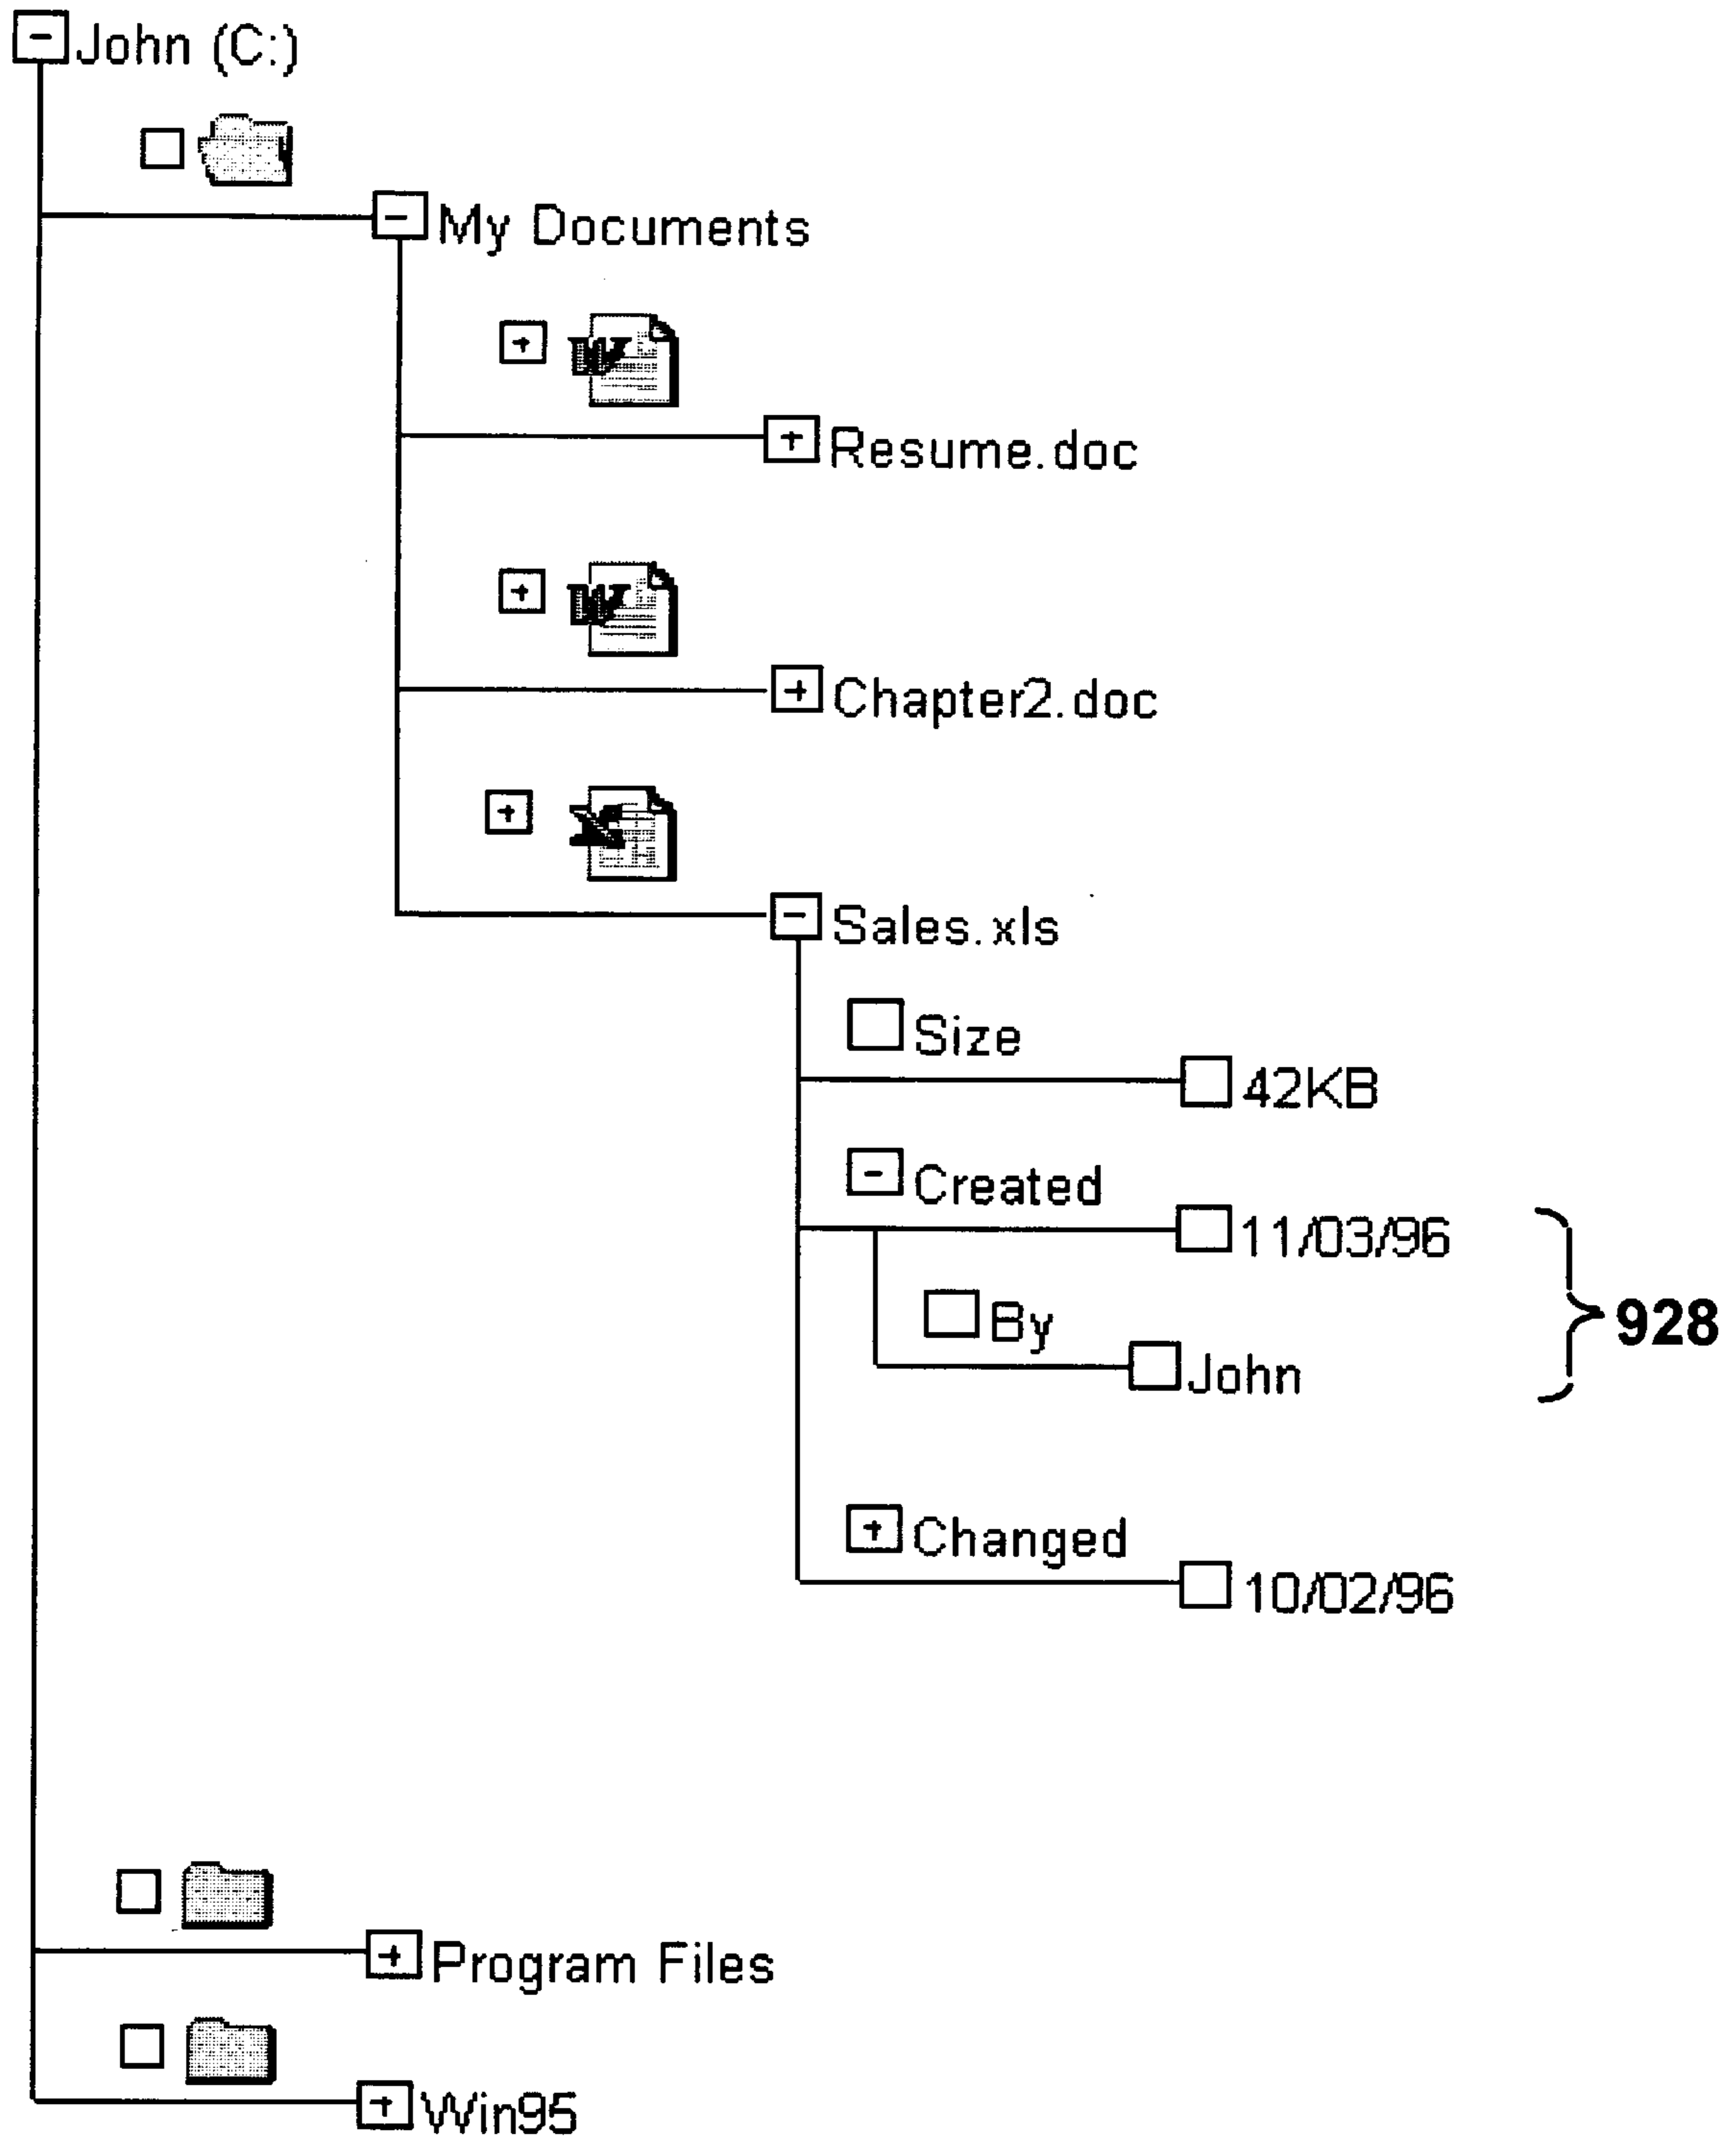 John (C:)
My Documents
W
Resume.doc
W
Chapter2.doc
X
Sales.xls
Size
42KB
Created
11/03/96
By
John
928
Changed
10/02/96
Program Files
Win95